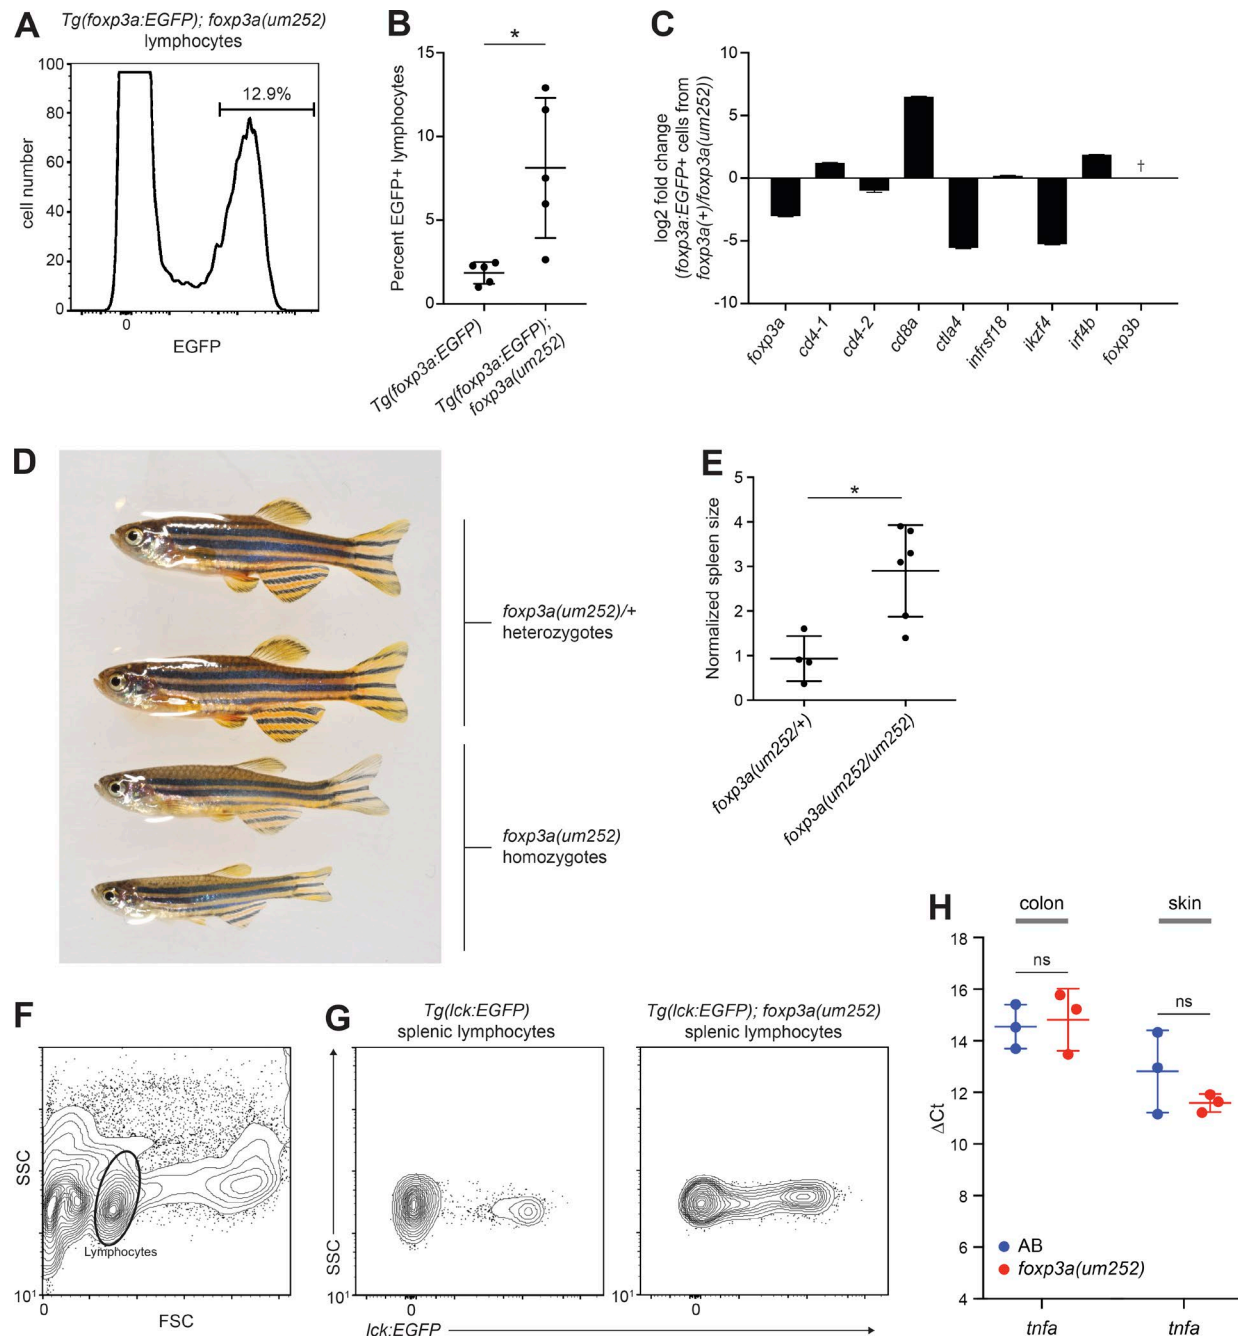 A
Tg(foxp3a:EGFP); foxp3a(um252)
lymphocytes
100
80
60
40
20
0
cell number
12.9%
0
EGFP
B
*
15
10
5
0
Percent EGFP+ lymphocytes
Tg(foxp3a:EGFP)
Tg(foxp3a:EGFP);
foxp3a(um252)
C
10
5
0
-5
-10
log2 fold change
(foxp3a:EGFP+ cells from
foxp3a(+)/foxp3a(um252))
†
foxp3a
cd4-1
cd4-2
cd8a
ctla4
infrsf18
ikzf4
irf4b
foxp3b
D
foxp3a(um252)/+
heterozygotes
foxp3a(um252)
homozygotes
E
5
4
3
2
1
0
Normalized spleen size
*
foxp3a(um252/+)
foxp3a(um252/um252)
F
SSC
Lymphocytes
10¹
0
FSC
G
Tg(lck:EGFP)
splenic lymphocytes
Tg(lck:EGFP); foxp3a(um252)
splenic lymphocytes
SSC
10¹
0
10¹
0
lck:EGFP
H
colon
skin
18
16
14
12
10
8
6
4
ΔCt
ns
ns
AB
foxp3a(um252)
tnfa
tnfa